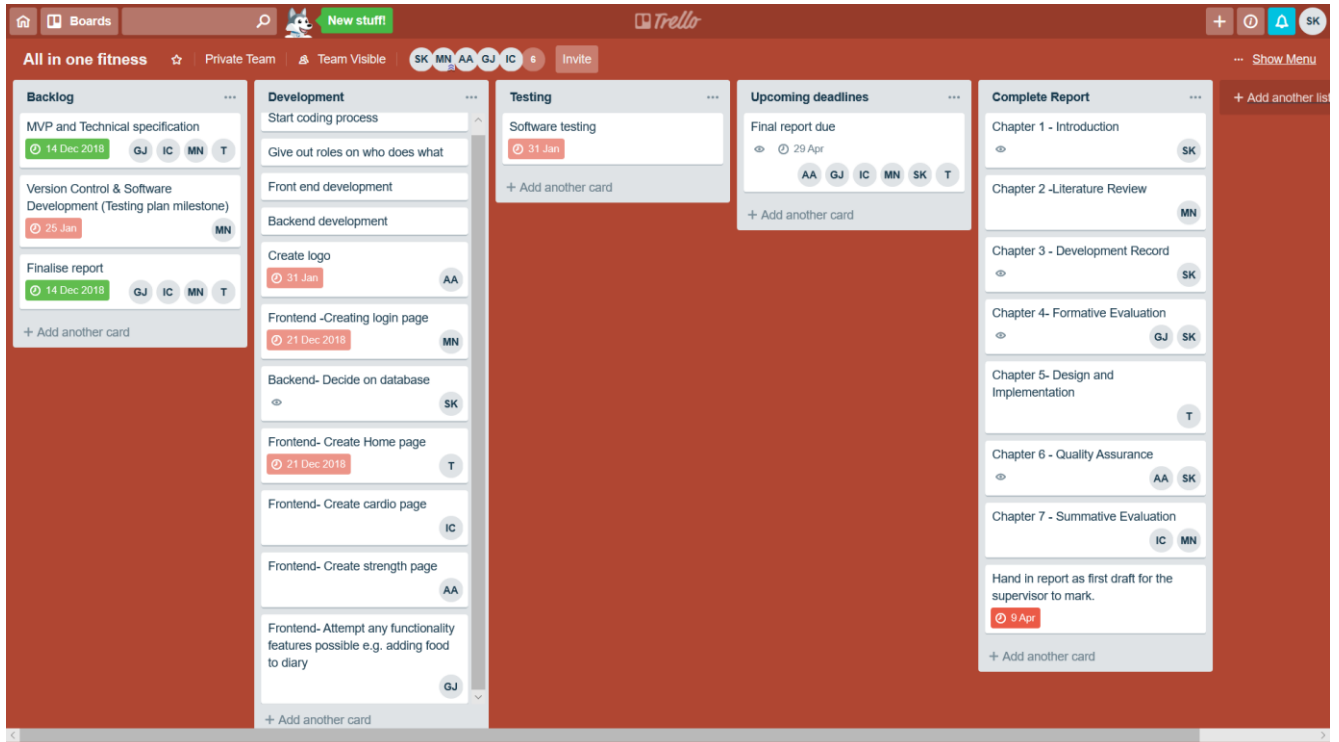 Boards
New stuff!
Trello
SK
All in one fitness
Private Team
Team Visible
SK MN AA GJ IC 6
Invite
... Show Menu
Backlog
MVP and Technical specification
14 Dec 2018 GJ IC MN T
Version Control & Software
Development (Testing plan milestone)
25 Jan MN
Finalise report
14 Dec 2018 GJ IC MN T
+ Add another card
Development
Start coding process
Give out roles on who does what
Front end development
Backend development
Create logo
31 Jan AA
Frontend -Creating login page
21 Dec 2018 MN
Backend- Decide on database
SK
Frontend- Create Home page
21 Dec 2018 T
Frontend- Create cardio page
IC
Frontend- Create strength page
AA
Frontend- Attempt any functionality
features possible e.g. adding food
to diary
GJ
+ Add another card
Testing
Software testing
31 Jan
+ Add another card
Upcoming deadlines
Final report due
29 Apr
AA GJ IC MN SK T
+ Add another card
Complete Report
Chapter 1 - Introduction
SK
Chapter 2 -Literature Review
MN
Chapter 3 - Development Record
SK
Chapter 4- Formative Evaluation
GJ SK
Chapter 5- Design and
Implementation
T
Chapter 6 - Quality Assurance
AA SK
Chapter 7 - Summative Evaluation
IC MN
Hand in report as first draft for the
supervisor to mark.
9 Apr
+ Add another card
+ Add another list